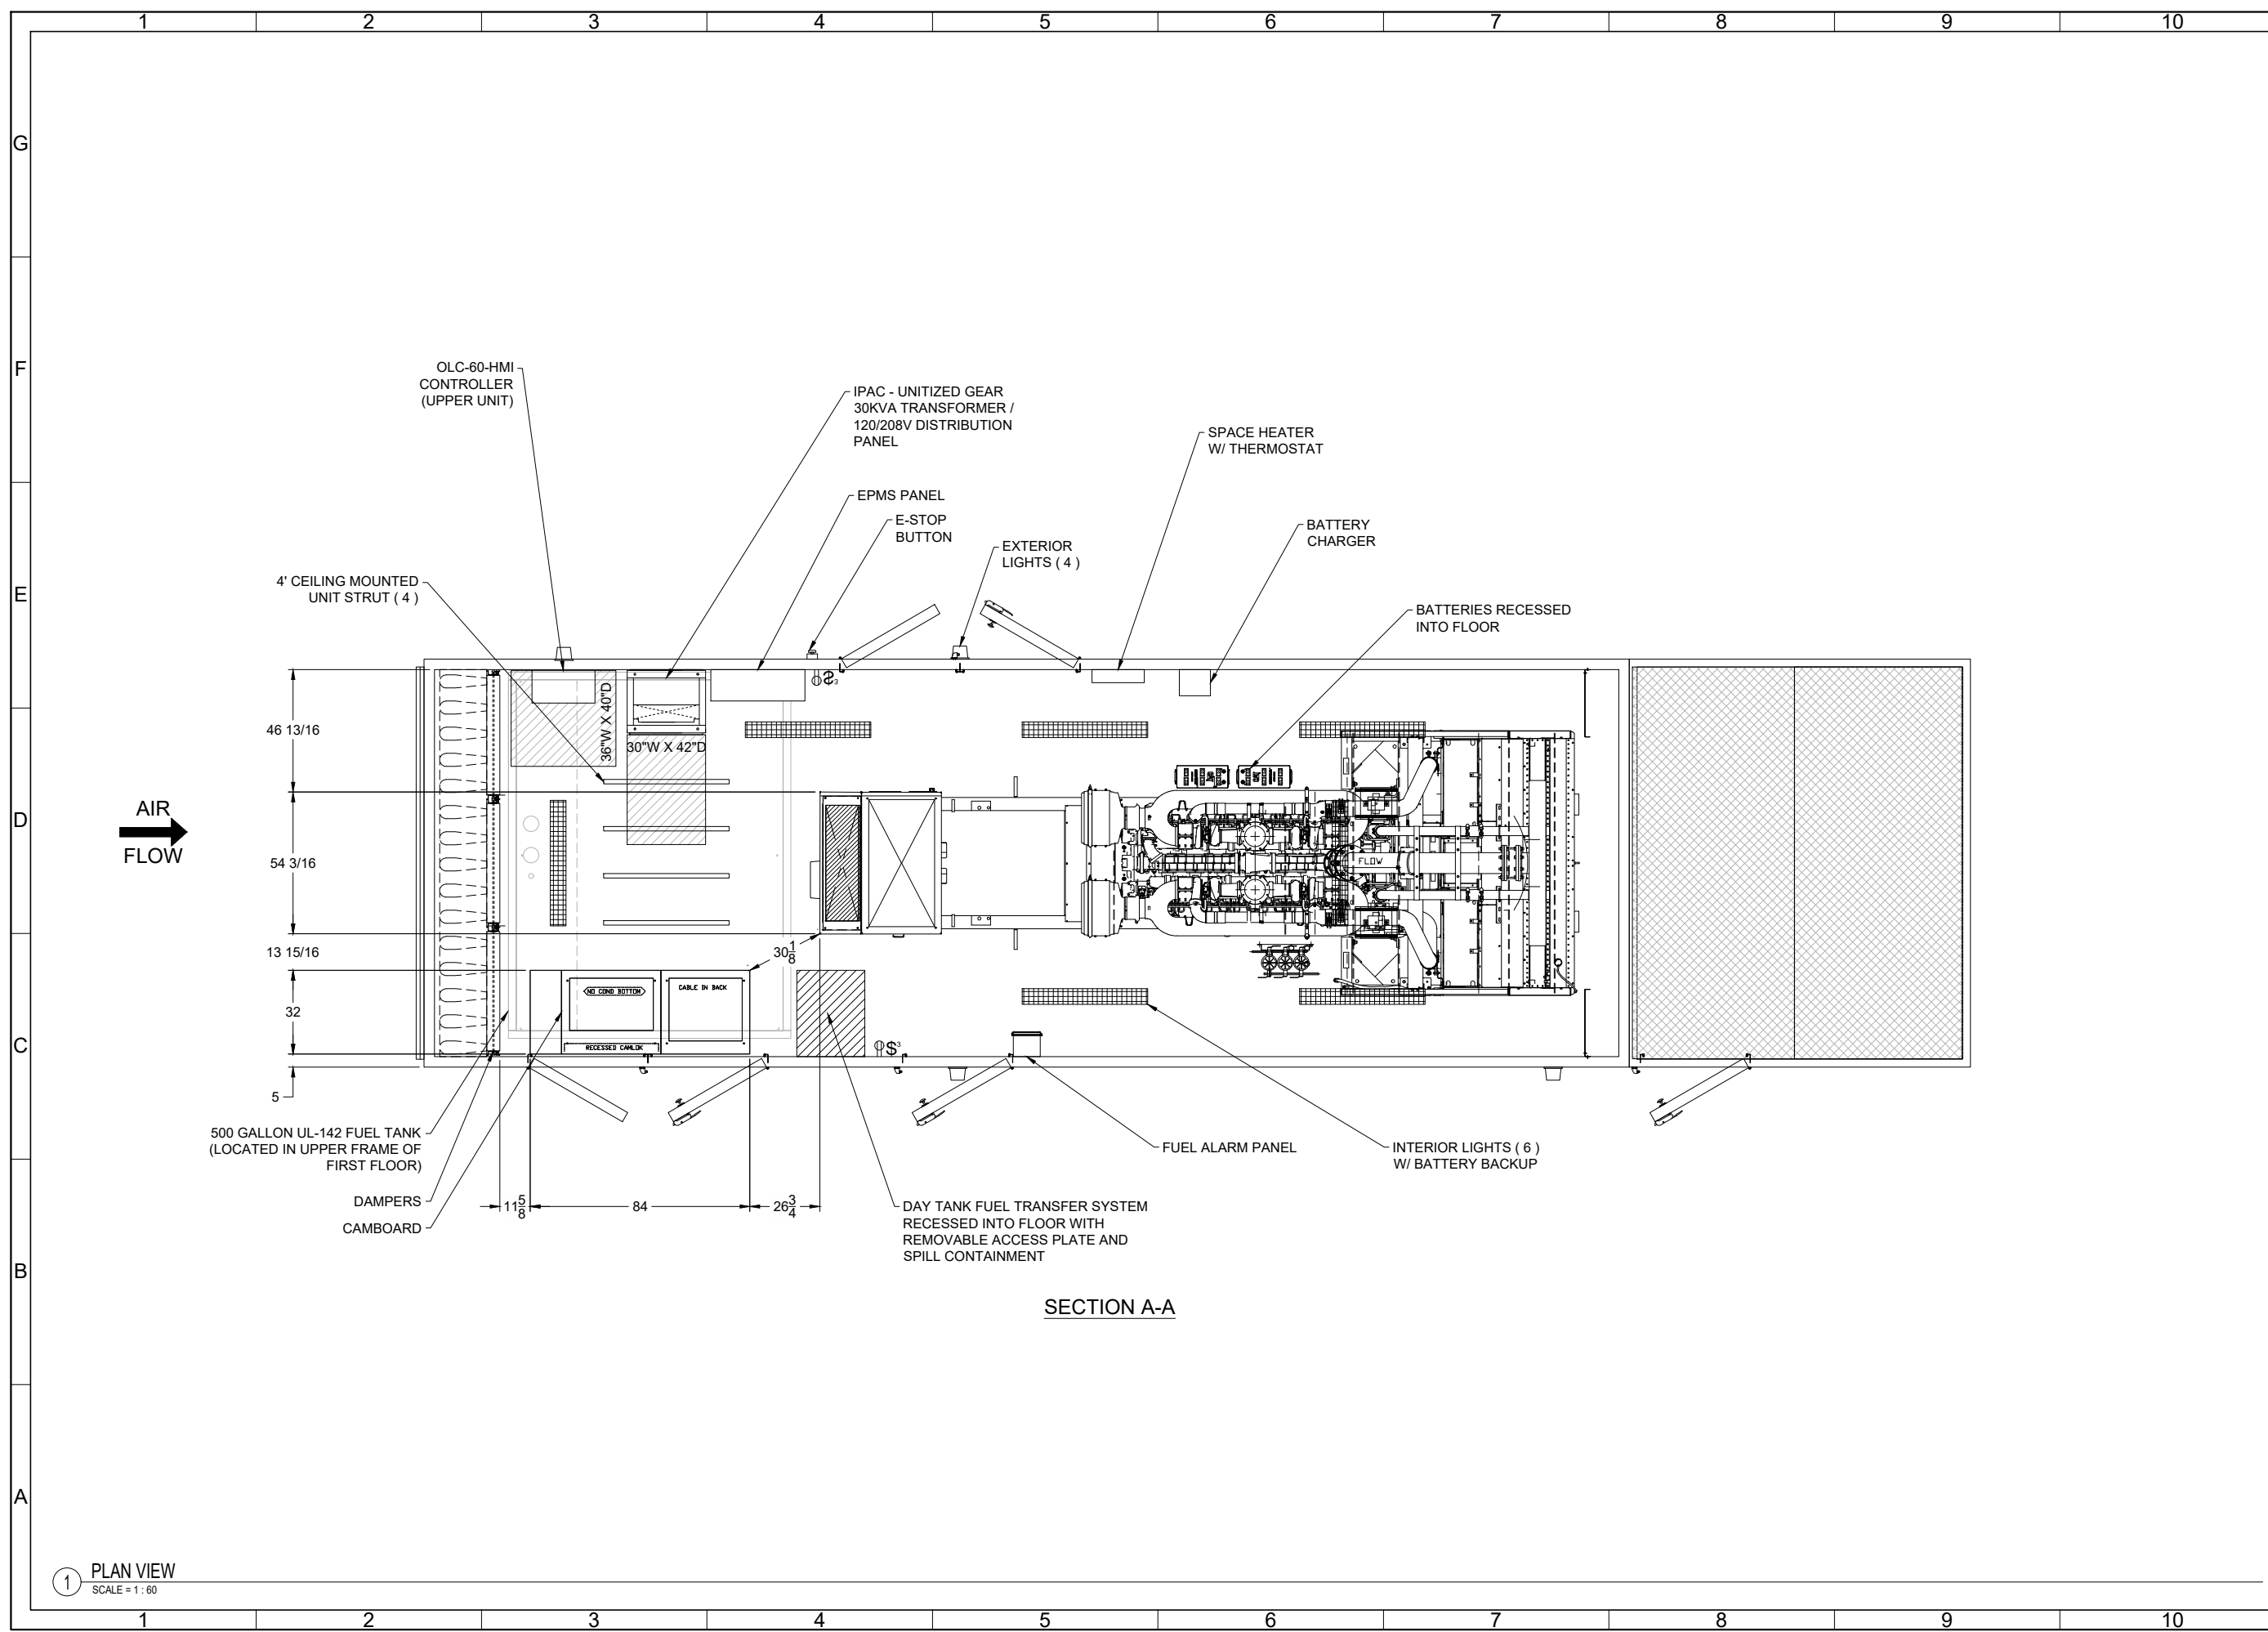 1 2 3 4 5 6 7 8 9 10
G
F
E
D
C
B
A
OLC-60-HMI
CONTROLLER
(UPPER UNIT)
IPAC - UNITIZED GEAR
30KVA TRANSFORMER /
120/208V DISTRIBUTION
PANEL
SPACE HEATER
W/ THERMOSTAT
EPMS PANEL
E-STOP
BUTTON
EXTERIOR
LIGHTS ( 4 )
BATTERY
CHARGER
4' CEILING MOUNTED
UNIT STRUT ( 4 )
BATTERIES RECESSED
INTO FLOOR
36"W X 40"D
30"W X 42"D
46 13/16
54 3/16
13 15/16
32
5
AIR
FLOW
FLOW
30 1/8
NO COND BOTTOM
CABLE IN BACK
RECESSED CAMLOK
$3
$3
500 GALLON UL-142 FUEL TANK
(LOCATED IN UPPER FRAME OF
FIRST FLOOR)
DAMPERS
CAMBOARD
11 5/8
84
26 3/4
FUEL ALARM PANEL
INTERIOR LIGHTS ( 6 )
W/ BATTERY BACKUP
DAY TANK FUEL TRANSFER SYSTEM
RECESSED INTO FLOOR WITH
REMOVABLE ACCESS PLATE AND
SPILL CONTAINMENT
SECTION A-A
1
PLAN VIEW
SCALE = 1 : 60
1 2 3 4 5 6 7 8 9 10